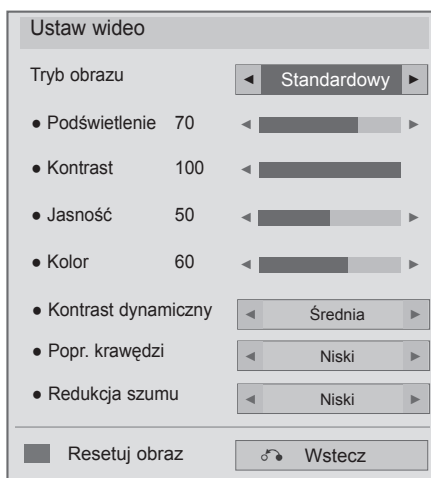 Ustaw wideo
Tryb obrazu ◄ Standardowy ►
● Podświetlenie 70 ◄ ►
● Kontrast 100 ◄
● Jasność 50 ◄ ►
● Kolor 60 ◄ ►
● Kontrast dynamiczny ◄ Średnia ►
● Popr. krawędzi ◄ Niski ►
● Redukcja szumu ◄ Niski ►
Resetuj obraz Wstecz